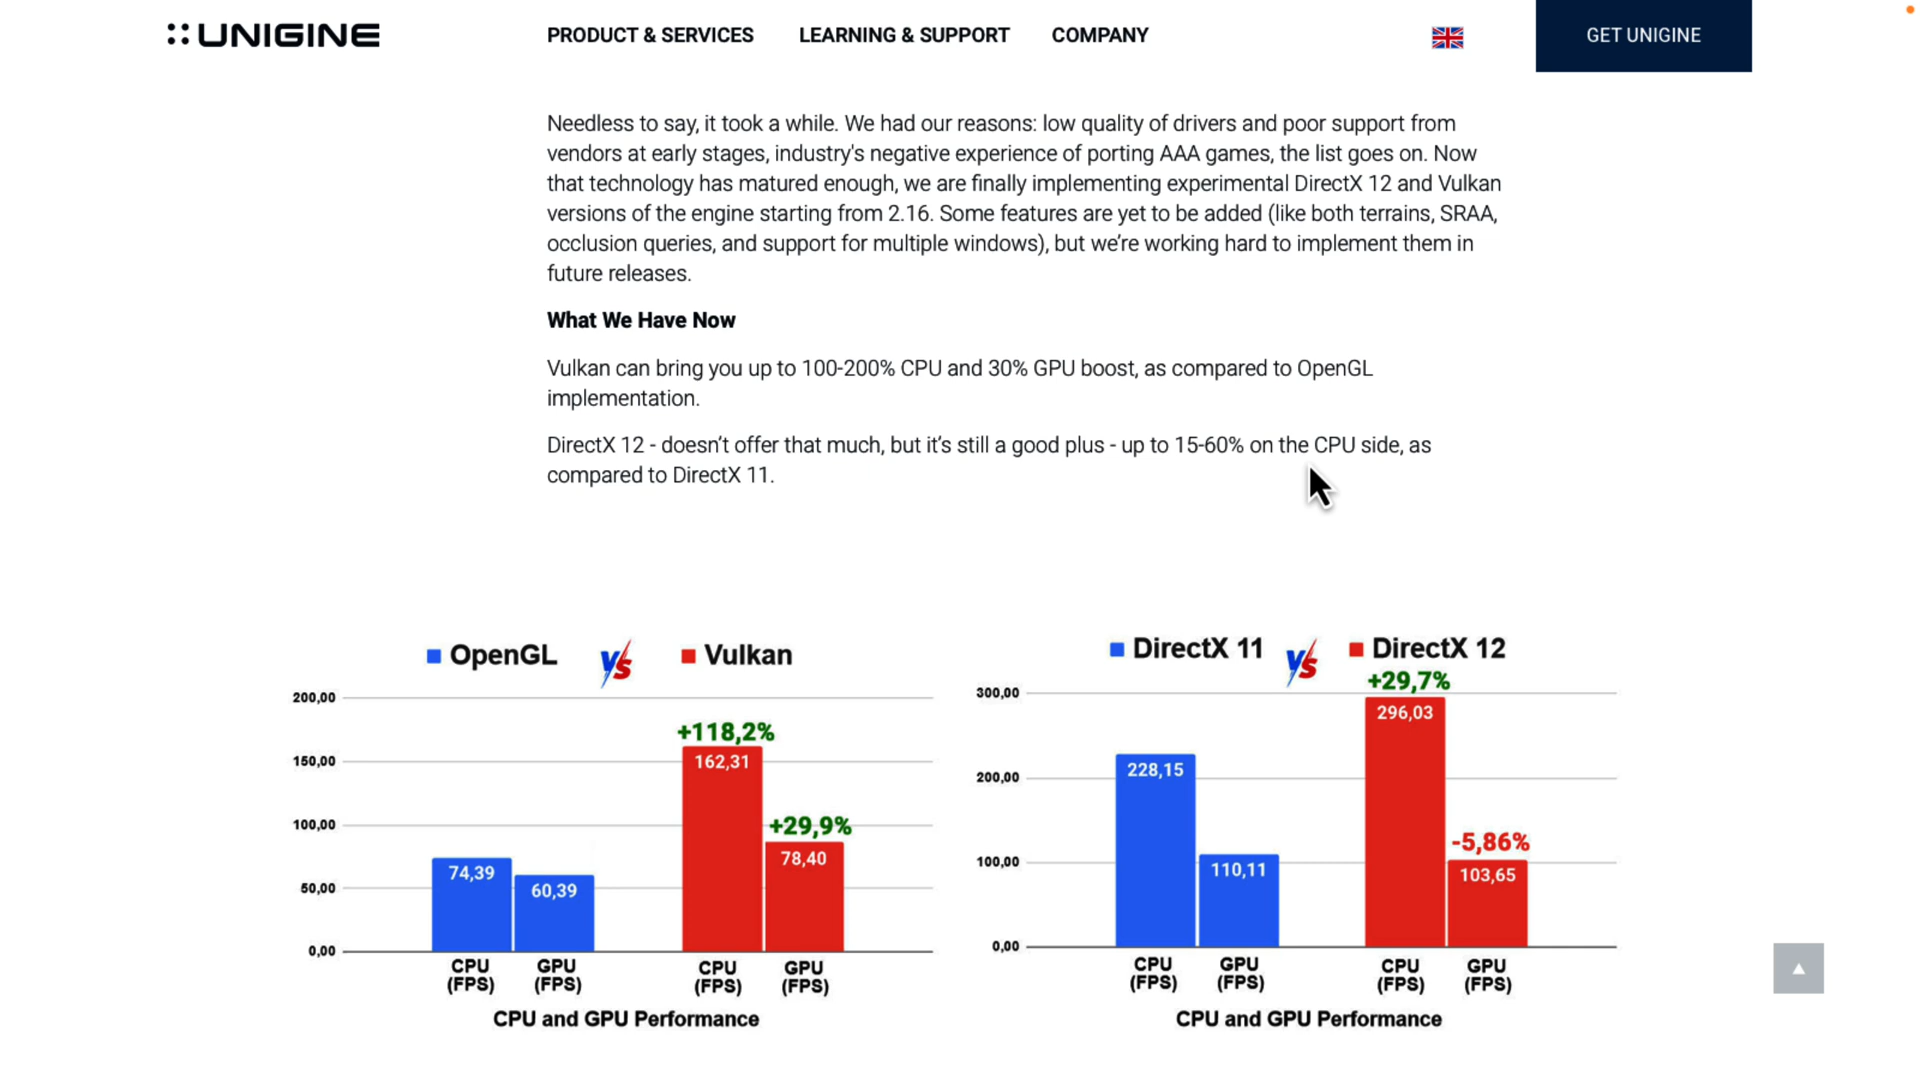 UNIGINE
PRODUCT & SERVICES
LEARNING & SUPPORT
COMPANY
GET UNIGINE
Needless to say, it took a while. We had our reasons: low quality of drivers and poor support from
vendors at early stages, industry's negative experience of porting AAA games, the list goes on. Now
that technology has matured enough, we are finally implementing experimental DirectX 12 and Vulkan
versions of the engine starting from 2.16. Some features are yet to be added (like both terrains, SRAA,
occlusion queries, and support for multiple windows), but we’re working hard to implement them in
future releases.
What We Have Now
Vulkan can bring you up to 100-200% CPU and 30% GPU boost, as compared to OpenGL
implementation.
DirectX 12 - doesn’t offer that much, but it’s still a good plus - up to 15-60% on the CPU side, as
compared to DirectX 11.
OpenGL VS Vulkan
200,00
150,00
100,00
50,00
0,00
74,39
60,39
+118,2%
162,31
+29,9%
78,40
CPU
(FPS)
GPU
(FPS)
CPU
(FPS)
GPU
(FPS)
CPU and GPU Performance
DirectX 11 VS DirectX 12
300,00
200,00
100,00
0,00
228,15
110,11
+29,7%
296,03
-5,86%
103,65
CPU
(FPS)
GPU
(FPS)
CPU
(FPS)
GPU
(FPS)
CPU and GPU Performance